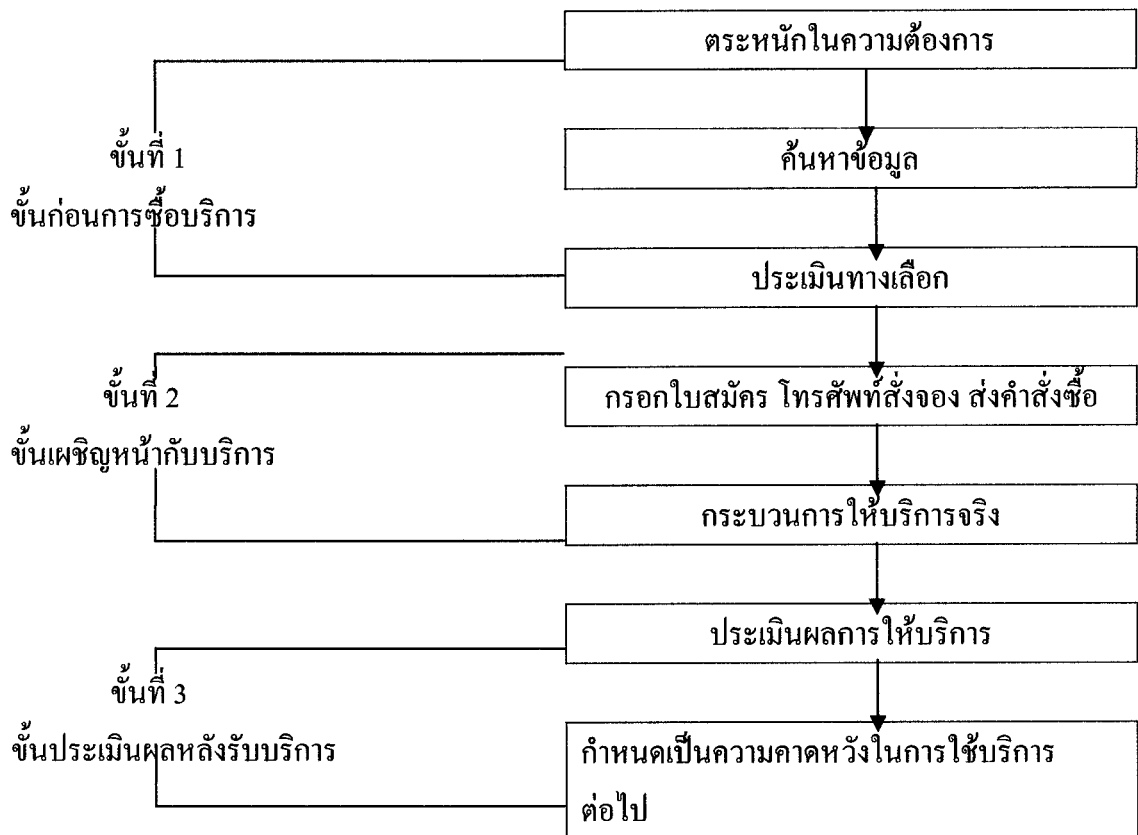 ตระหนักในความต้องการ
ขั้นที่ 1
ค้นหาข้อมูล
ขั้นก่อนการซื้อบริการ
ประเมินทางเลือก
ขั้นที่ 2
กรอกใบสมัคร โทรศัพท์สั่งจอง ส่งคำสั่งซื้อ
ขั้นเผชิญหน้ากับบริการ
กระบวนการให้บริการจริง
ประเมินผลการให้บริการ
ขั้นที่ 3
ขั้นประเมินผลหลังรับบริการ
กำหนดเป็นความคาดหวังในการใช้บริการ
ต่อไป